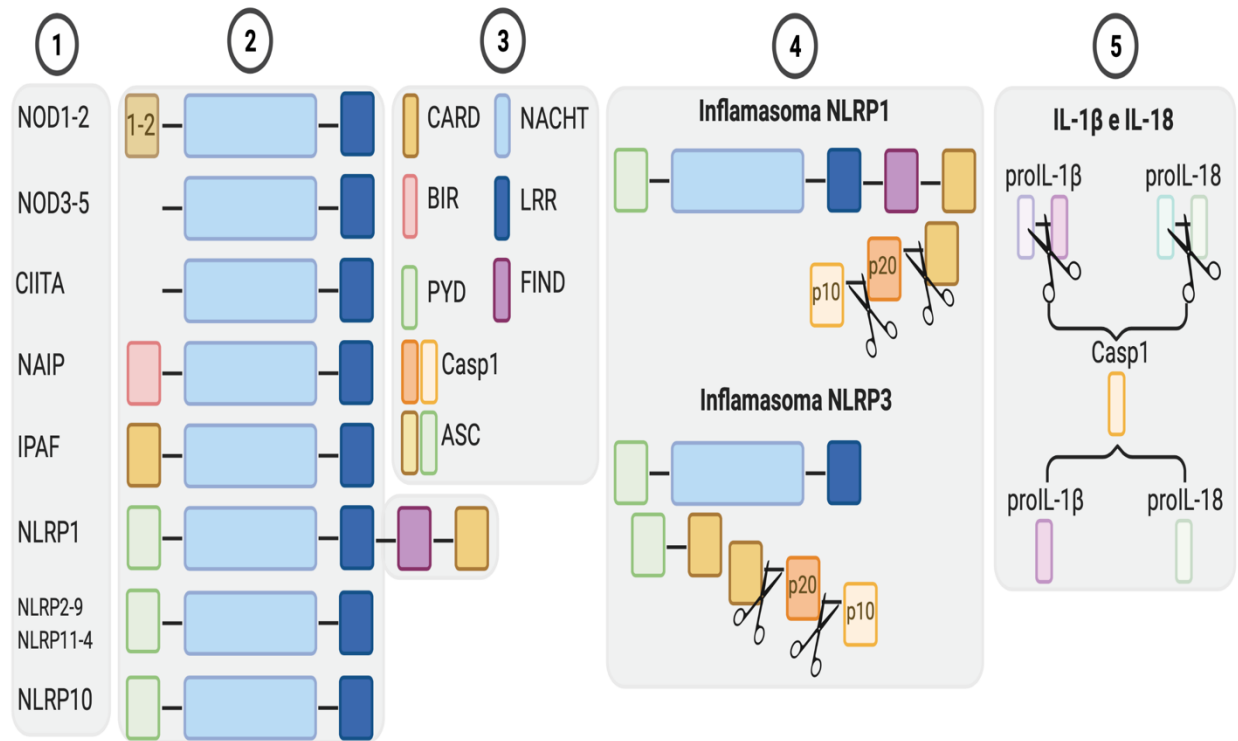 1
2
3
4
5
NOD1-2
NOD3-5
CIITA
NAIP
IPAF
NLRP1
NLRP2-9
NLRP11-4
NLRP10
1-2
CARD
NACHT
BIR
LRR
PYD
FIND
Casp1
ASC
Inflamasoma NLRP1
p20
p10
Inflamasoma NLRP3
p20
p10
IL-1β e IL-18
proIL-1β
proIL-18
Casp1
proIL-1β
proIL-18